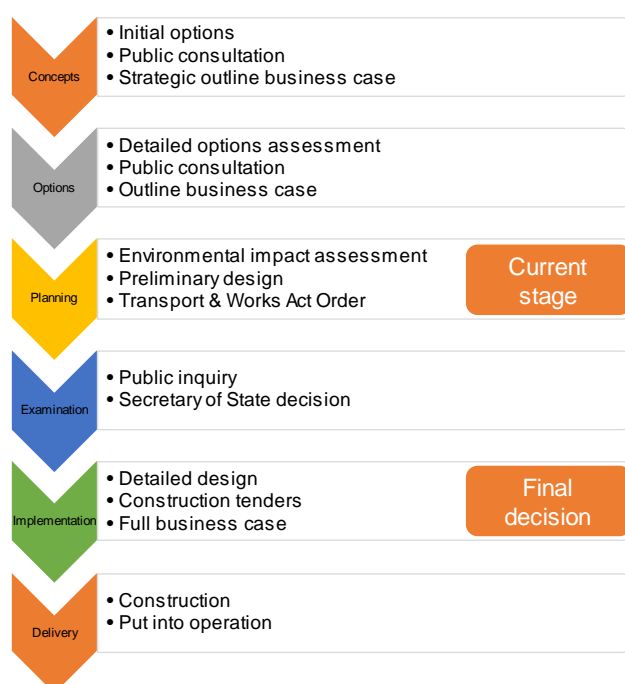 Concepts
• Initial options
• Public consultation
• Strategic outline business case
Options
• Detailed options assessment
• Public consultation
• Outline business case
Planning
• Environmental impact assessment
• Preliminary design
• Transport & Works Act Order
Current
stage
Examination
• Public inquiry
• Secretary of State decision
Implementation
• Detailed design
• Construction tenders
• Full business case
Final
decision
Delivery
• Construction
• Put into operation